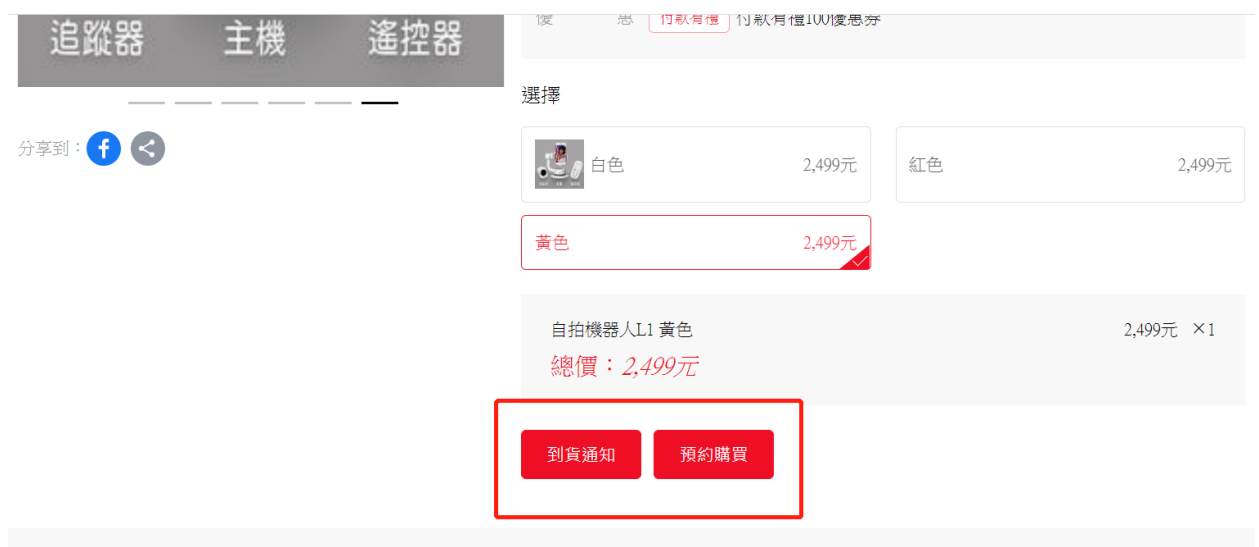 追蹤器 主機 遙控器
優 惠 付款有禮 付款有禮100優惠券
選擇
分享到：
白色 2,499元
紅色 2,499元
黃色 2,499元
自拍機器人L1 黃色 2,499元 ×1
總價：2,499元
到貨通知 預約購買